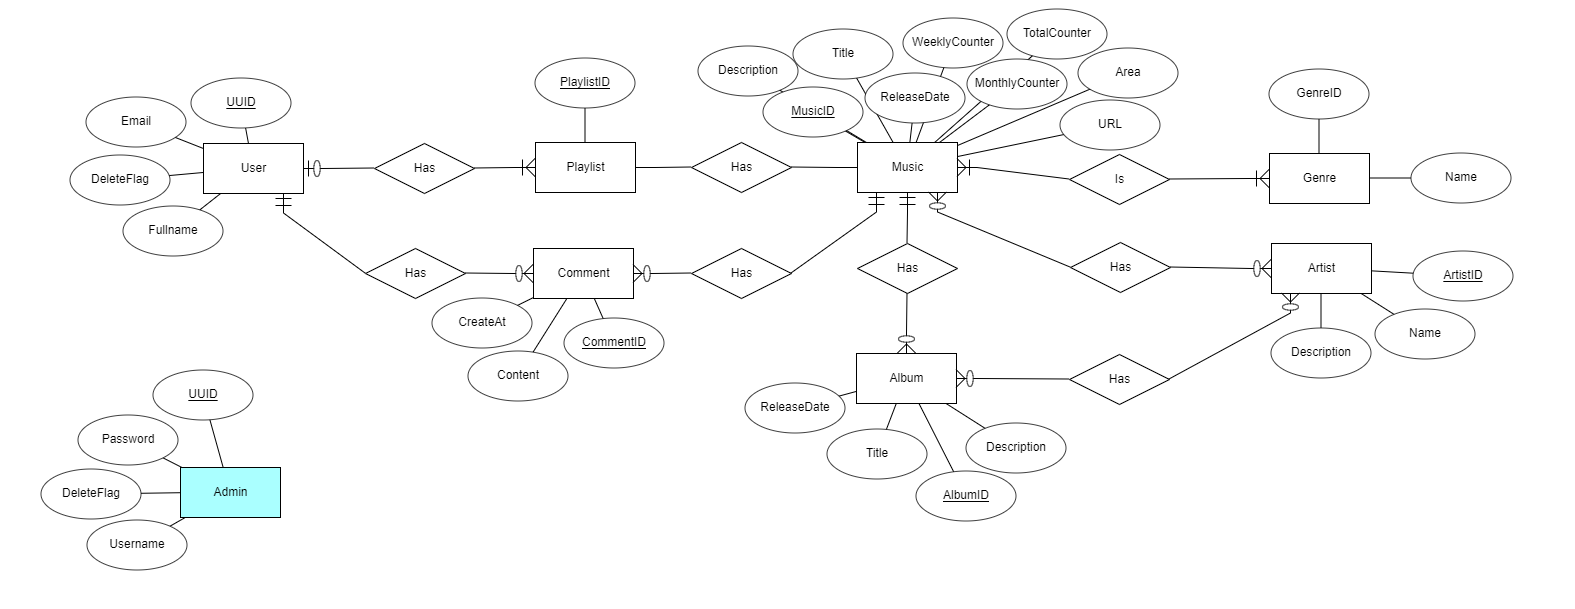 TotalCounter
WeeklyCounter
Title
Description
Area
PlaylistID
MonthlyCounter
GenreID
ReleaseDate
UUID
MusicID
Email
URL
User
Has
Playlist
Has
Music
Is
Genre
Name
DeleteFlag
Fullname
Has
Comment
Has
Has
Has
Artist
ArtistID
CreateAt
Name
CommentID
Description
Content
Album
Has
UUID
ReleaseDate
Password
Title
Description
DeleteFlag
Admin
AlbumID
Username